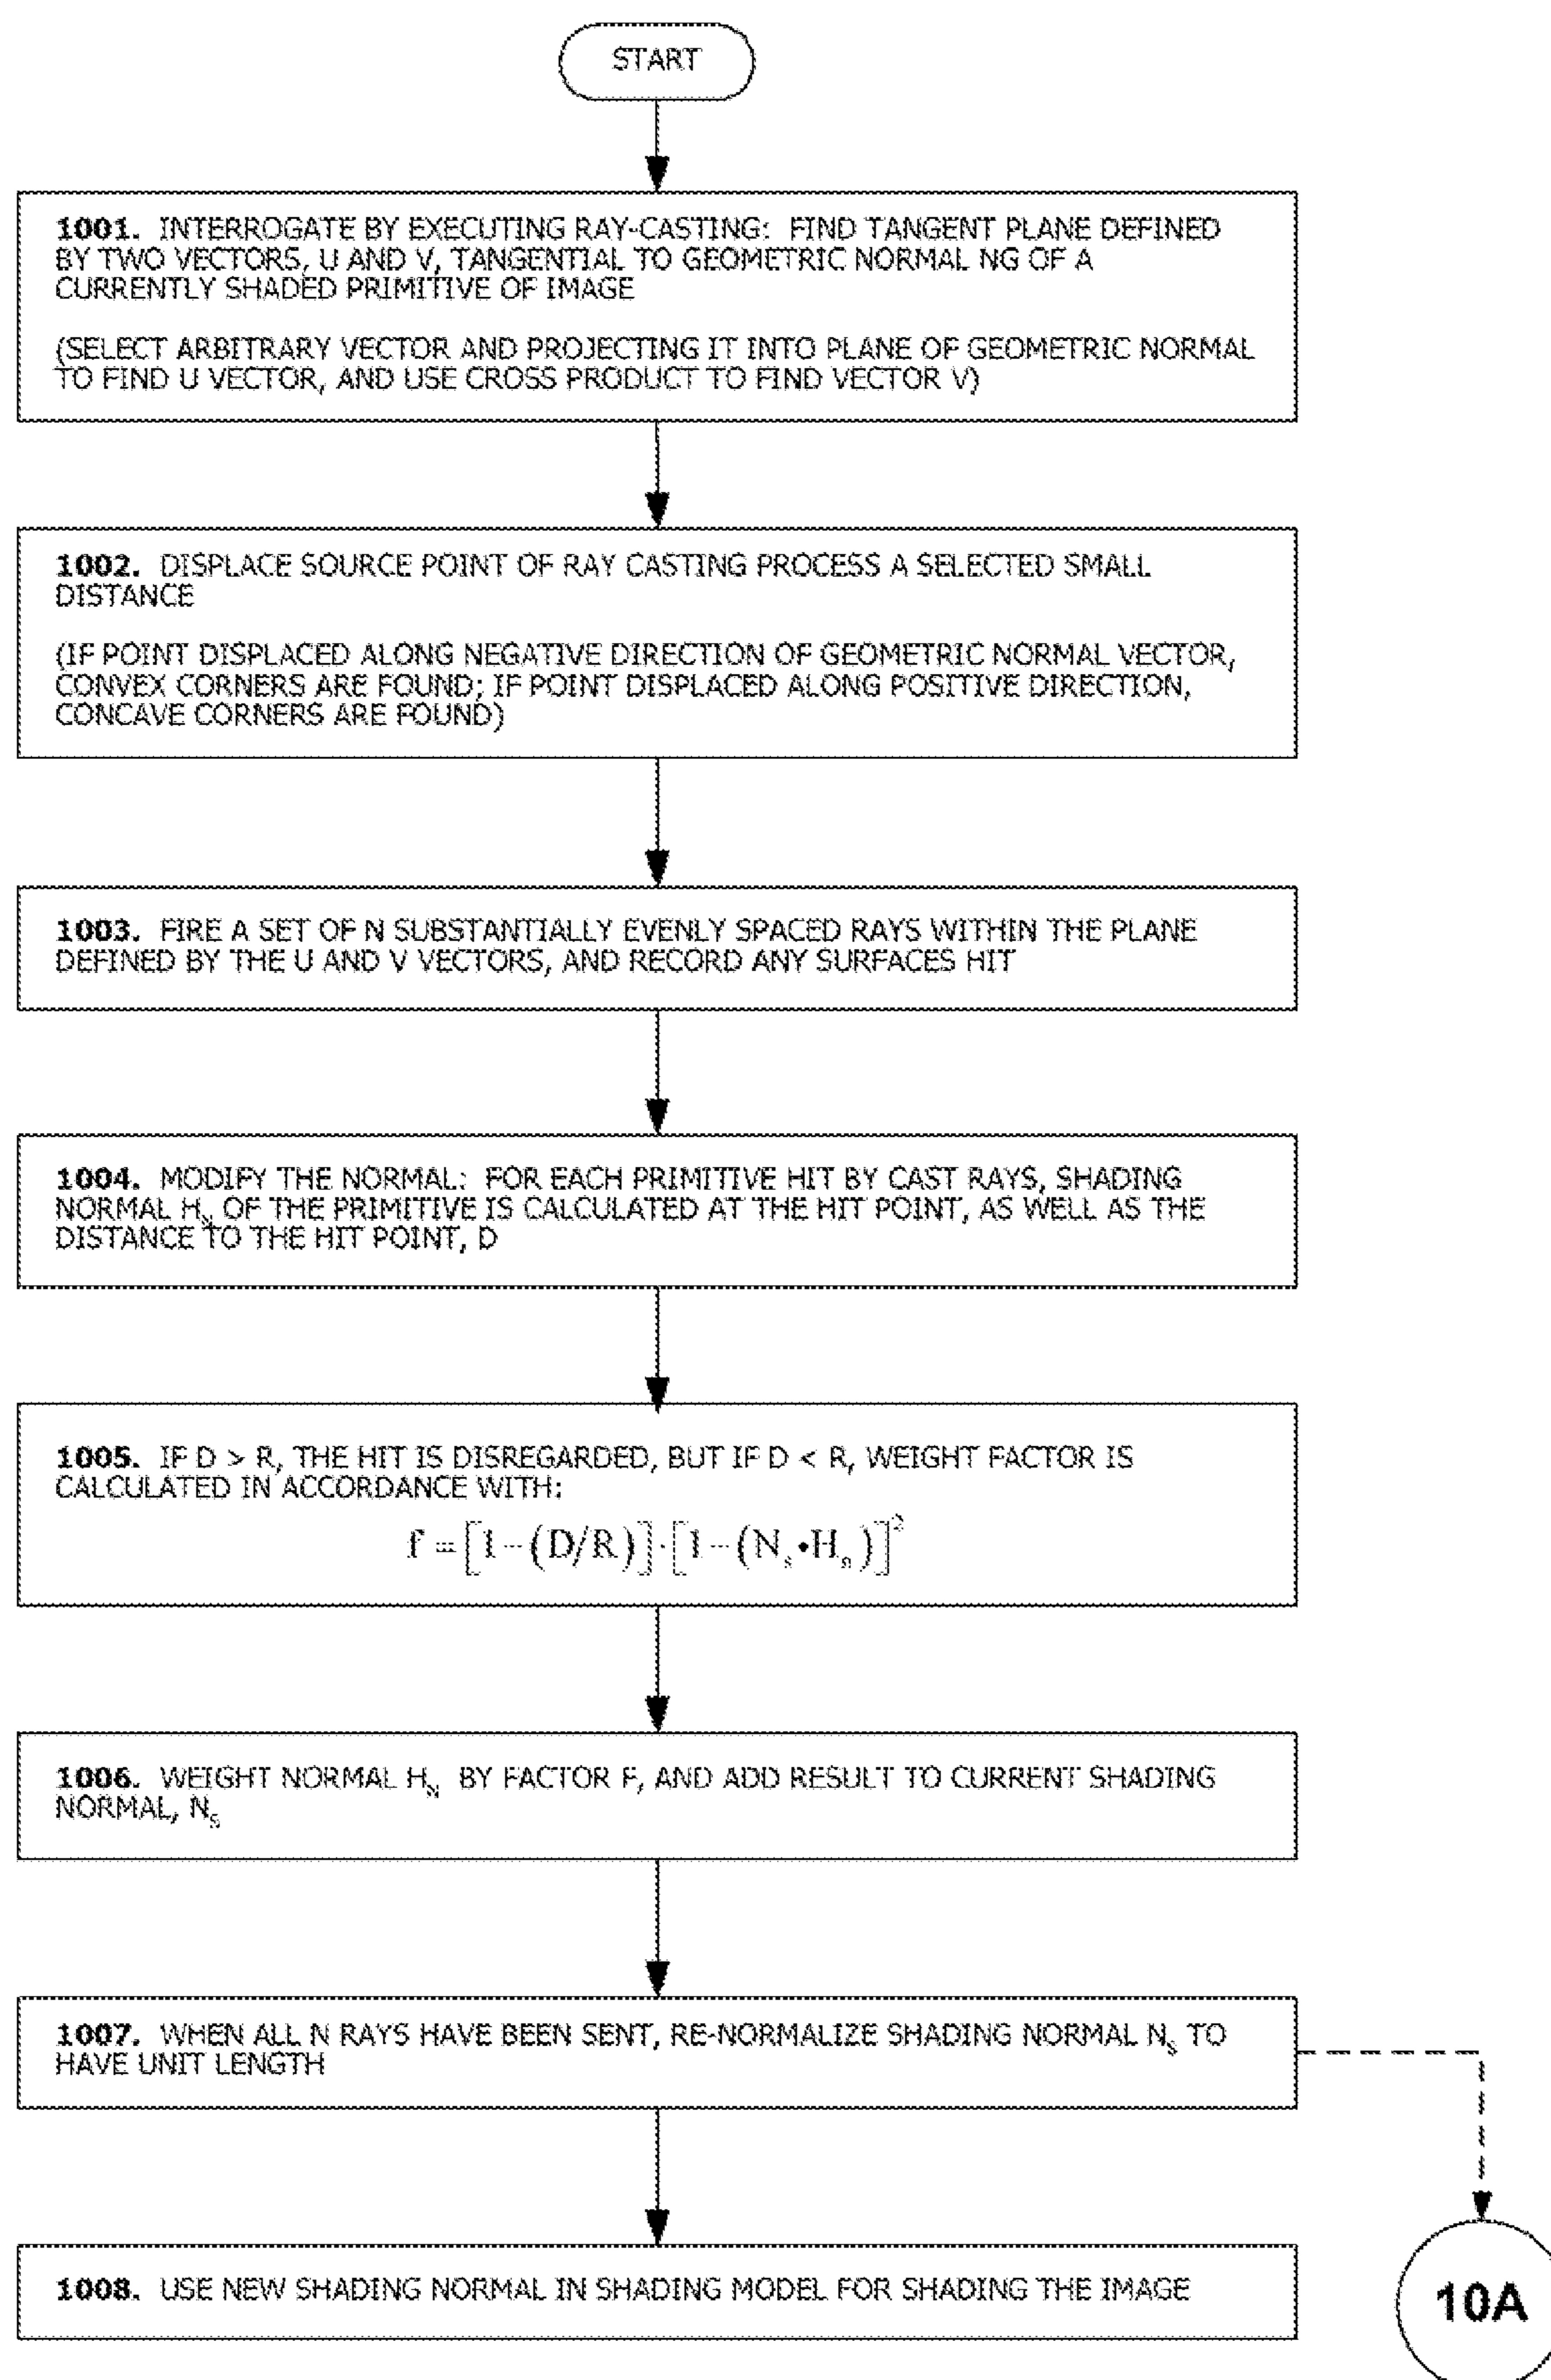 START
1001. INTERROGATE BY EXECUTING RAY-CASTING: FIND TANGENT PLANE DEFINED
BY TWO VECTORS, U AND V, TANGENTIAL TO GEOMETRIC NORMAL NG OF A
CURRENTLY SHADED PRIMITIVE OF IMAGE
(SELECT ARBITRARY VECTOR AND PROJECTING IT INTO PLANE OF GEOMETRIC NORMAL
TO FIND U VECTOR, AND USE CROSS PRODUCT TO FIND VECTOR V)
1002. DISPLACE SOURCE POINT OF RAY CASTING PROCESS A SELECTED SMALL
DISTANCE
(IF POINT DISPLACED ALONG NEGATIVE DIRECTION OF GEOMETRIC NORMAL VECTOR,
CONVEX CORNERS ARE FOUND; IF POINT DISPLACED ALONG POSITIVE DIRECTION,
CONCAVE CORNERS ARE FOUND)
1003. FIRE A SET OF N SUBSTANTIALLY EVENLY SPACED RAYS WITHIN THE PLANE
DEFINED BY THE U AND V VECTORS, AND RECORD ANY SURFACES HIT
1004. MODIFY THE NORMAL: FOR EACH PRIMITIVE HIT BY CAST RAYS, SHADING
NORMAL H_N OF THE PRIMITIVE IS CALCULATED AT THE HIT POINT, AS WELL AS THE
DISTANCE TO THE HIT POINT, D
1005. IF D > R, THE HIT IS DISREGARDED, BUT IF D < R, WEIGHT FACTOR IS
CALCULATED IN ACCORDANCE WITH:
f = [1-(D/R)]·[1-(N_s•H_n)]^2
1006. WEIGHT NORMAL H_N BY FACTOR F, AND ADD RESULT TO CURRENT SHADING
NORMAL, N_S
1007. WHEN ALL N RAYS HAVE BEEN SENT, RE-NORMALIZE SHADING NORMAL N_S TO
HAVE UNIT LENGTH
1008. USE NEW SHADING NORMAL IN SHADING MODEL FOR SHADING THE IMAGE
10A